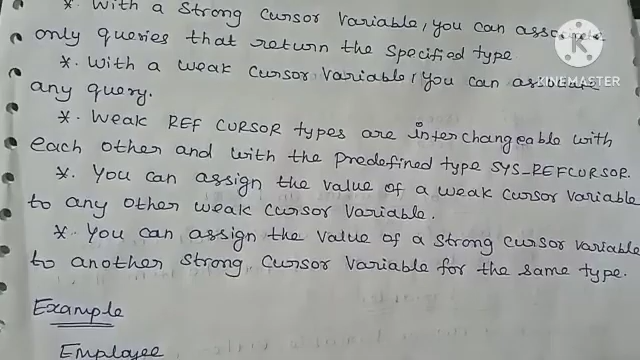 *. With a strong cursor variable, you can associate
only queries that return the specified type
*. With a weak cursor variable, you can associate
any query.
*. Weak REF CURSOR types are interchangeable with
each other and with the predefined type SYS_REFCURSOR.
*. You can assign the value of a weak cursor variable
to any other weak cursor variable.
*. You can assign the value of a strong cursor variable
to another strong cursor variable for the same type.
Example
Employee
KINEMASTER